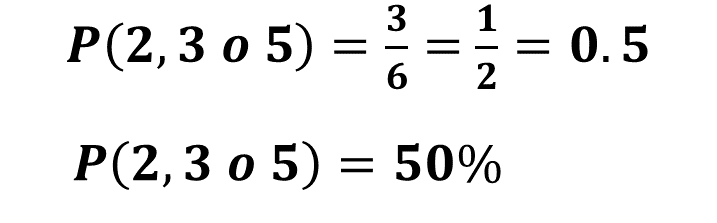 P(2, 3 o 5) = 3/6 = 1/2 = 0.5
P(2, 3 o 5) = 50%